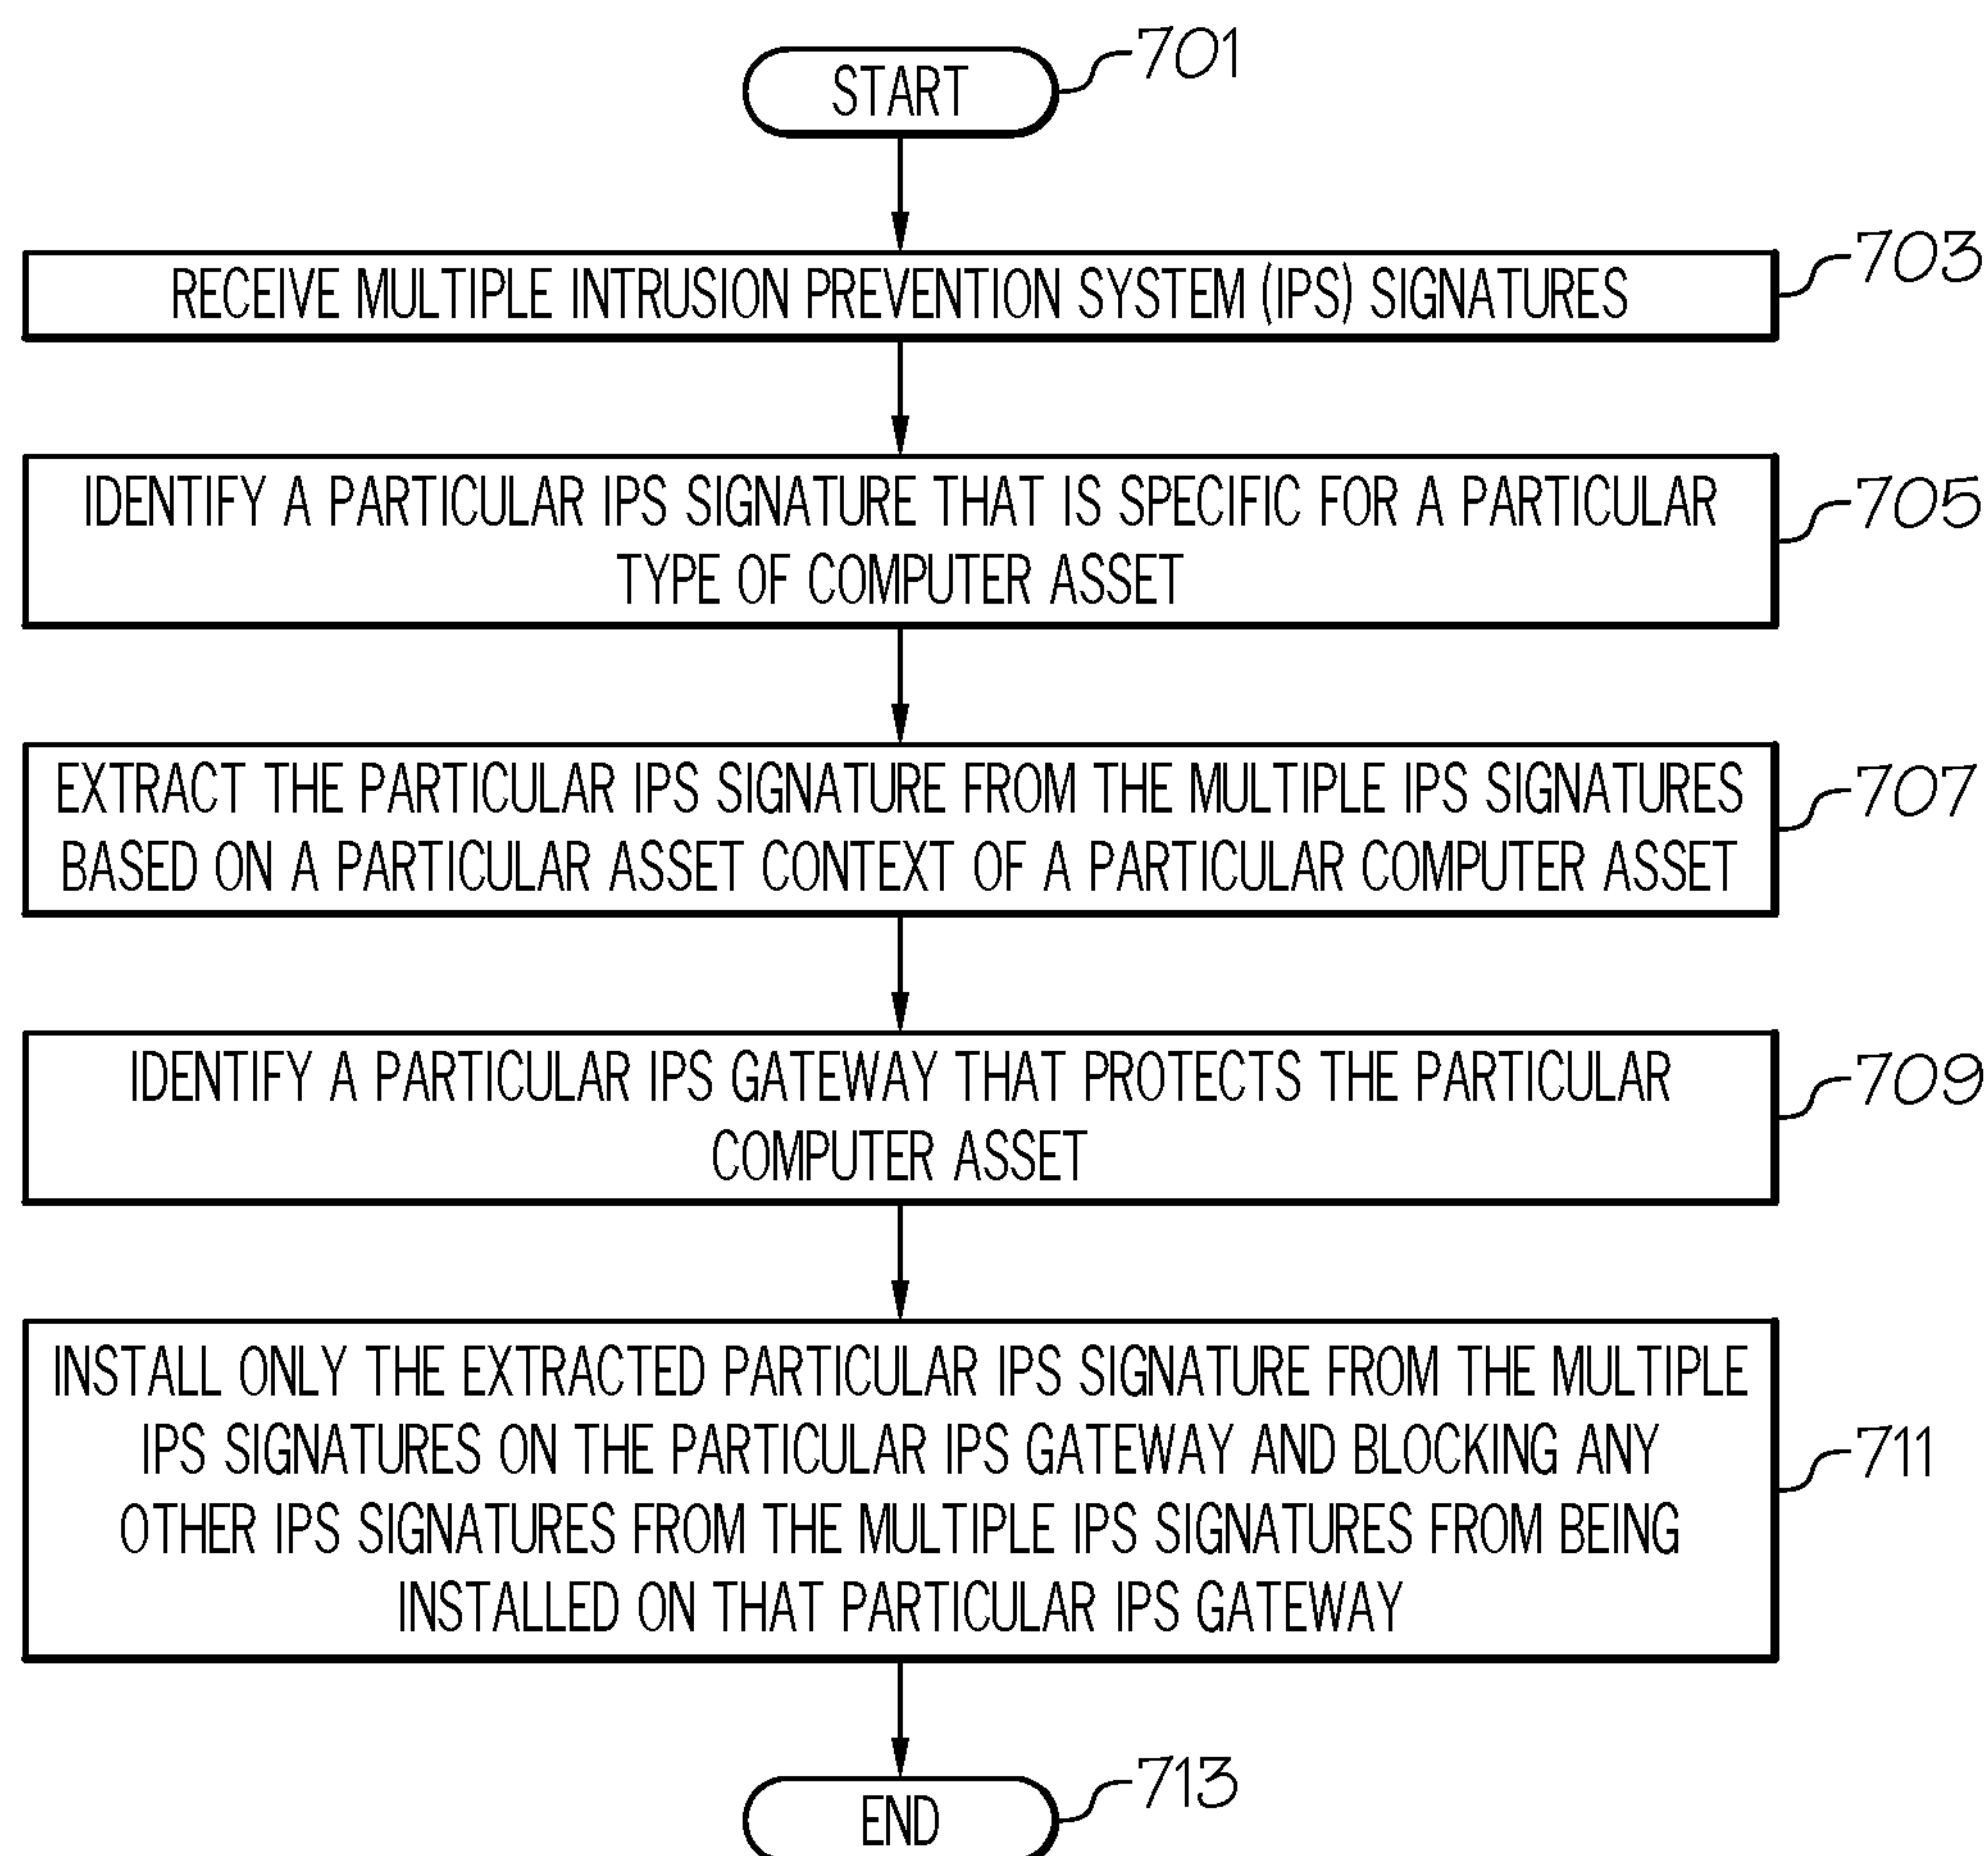 START
701
RECEIVE MULTIPLE INTRUSION PREVENTION SYSTEM (IPS) SIGNATURES
703
IDENTIFY A PARTICULAR IPS SIGNATURE THAT IS SPECIFIC FOR A PARTICULAR
TYPE OF COMPUTER ASSET
705
EXTRACT THE PARTICULAR IPS SIGNATURE FROM THE MULTIPLE IPS SIGNATURES
BASED ON A PARTICULAR ASSET CONTEXT OF A PARTICULAR COMPUTER ASSET
707
IDENTIFY A PARTICULAR IPS GATEWAY THAT PROTECTS THE PARTICULAR
COMPUTER ASSET
709
INSTALL ONLY THE EXTRACTED PARTICULAR IPS SIGNATURE FROM THE MULTIPLE
IPS SIGNATURES ON THE PARTICULAR IPS GATEWAY AND BLOCKING ANY
OTHER IPS SIGNATURES FROM THE MULTIPLE IPS SIGNATURES FROM BEING
INSTALLED ON THAT PARTICULAR IPS GATEWAY
711
END
713